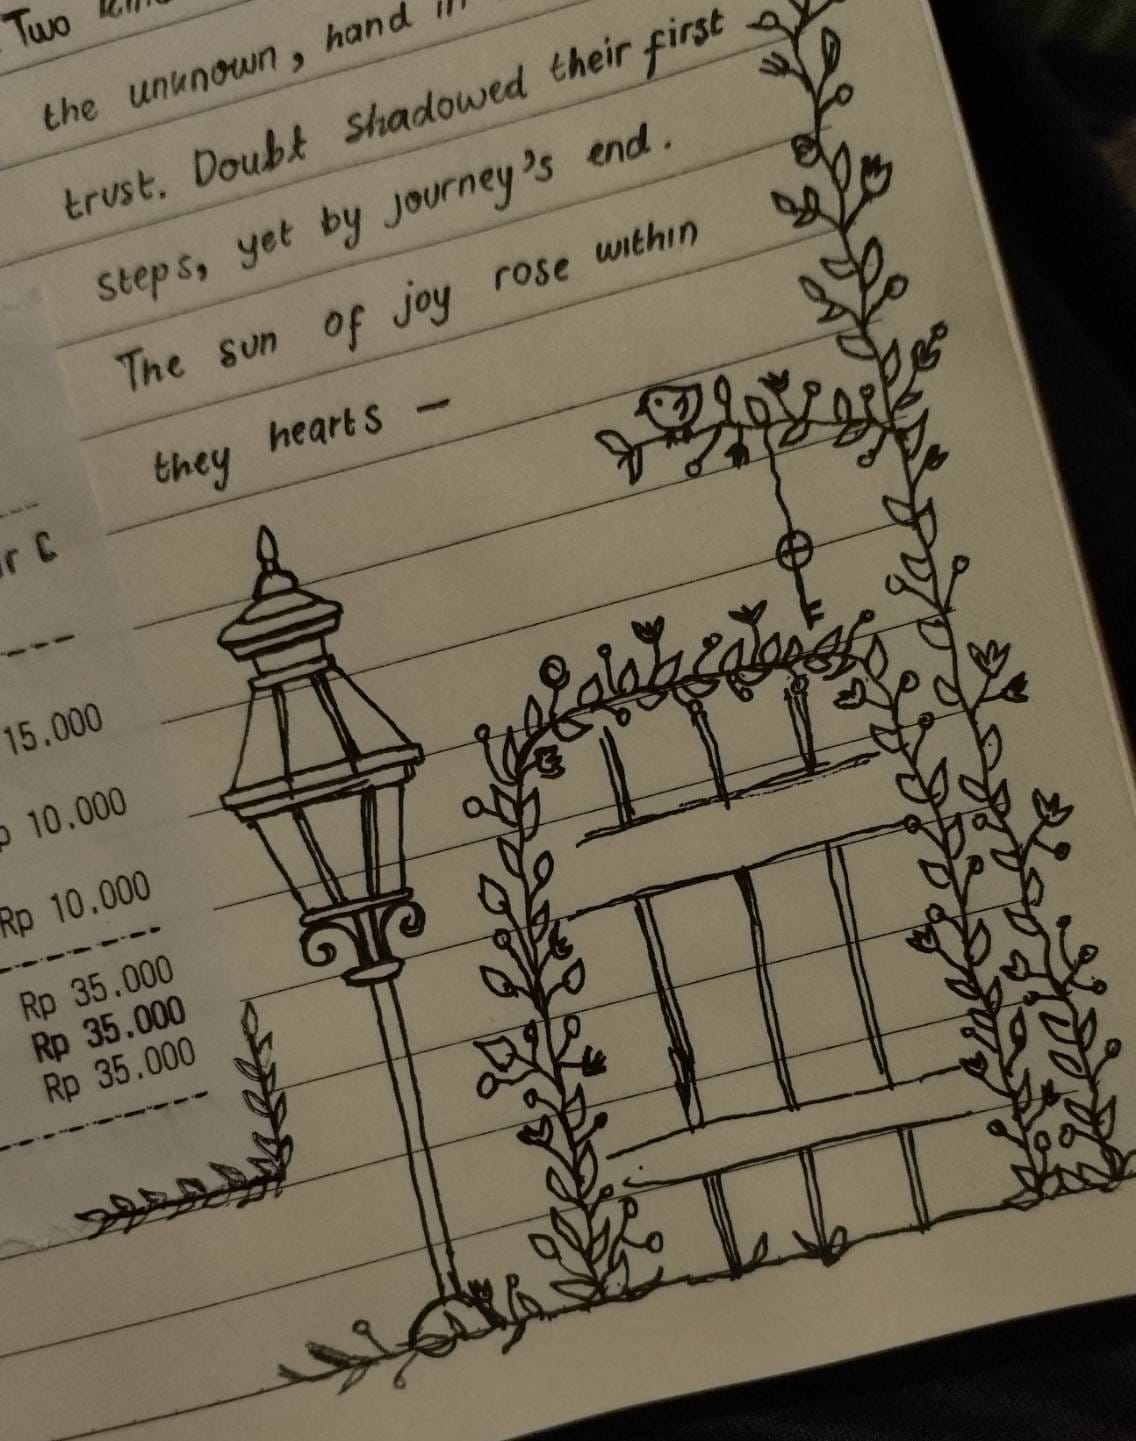 Two
the unknown, hand in
trust. Doubt shadowed their first
steps, yet by journey's end.
The sun of joy rose within
they hearts —
15.000
10.000
Rp 10.000
Rp 35.000
Rp 35.000
Rp 35.000